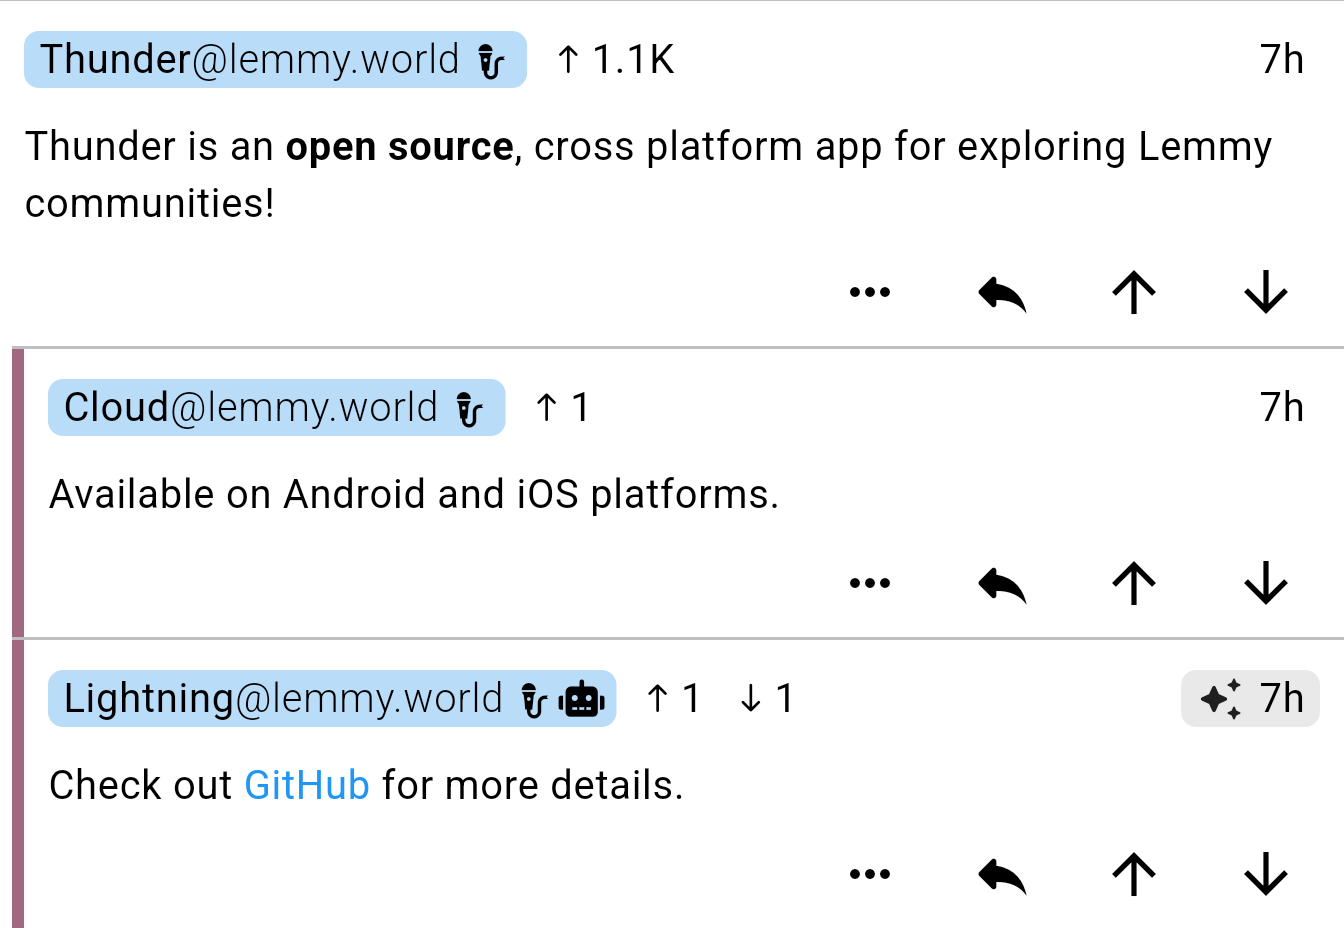 Thunder@lemmy.world ↑ 1.1K 7h
Thunder is an open source, cross platform app for exploring Lemmy
communities!
Cloud@lemmy.world ↑ 1 7h
Available on Android and iOS platforms.
Lightning@lemmy.world ↑ 1 ↓ 1 7h
Check out GitHub for more details.